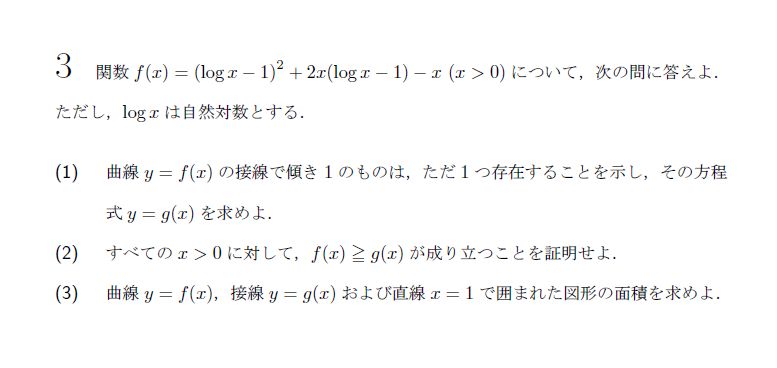 3 関数 f(x) = (log x − 1)² + 2x(log x − 1) − x (x > 0) について，次の問に答えよ．
ただし，log x は自然対数とする．
(1) 曲線 y = f(x) の接線で傾き 1 のものは，ただ 1 つ存在することを示し，その方程
式 y = g(x) を求めよ．
(2) すべての x > 0 に対して，f(x) ≧ g(x) が成り立つことを証明せよ．
(3) 曲線 y = f(x)，接線 y = g(x) および直線 x = 1 で囲まれた図形の面積を求めよ．